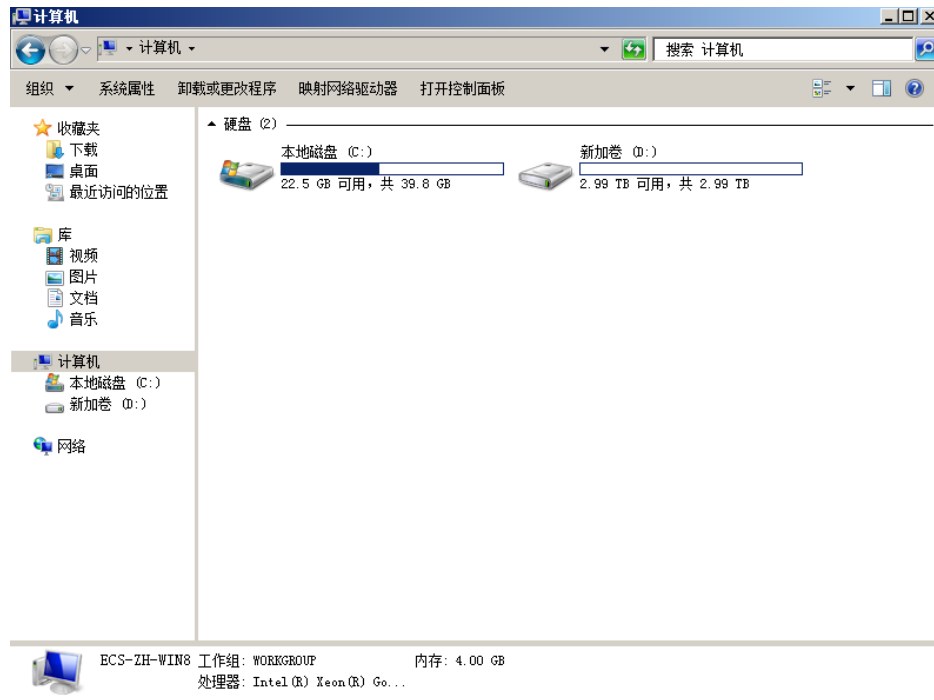 计算机
计算机
搜索 计算机
组织 系统属性 卸载或更改程序 映射网络驱动器 打开控制面板
收藏夹
下载
桌面
最近访问的位置
库
视频
图片
文档
音乐
计算机
本地磁盘 (C:)
新加卷 (D:)
网络
硬盘 (2)
本地磁盘 (C:)
22.5 GB 可用，共 39.8 GB
新加卷 (D:)
2.99 TB 可用，共 2.99 TB
ECS-ZH-WIN8 工作组: WORKGROUP 内存: 4.00 GB
处理器: Intel(R) Xeon(R) Go...